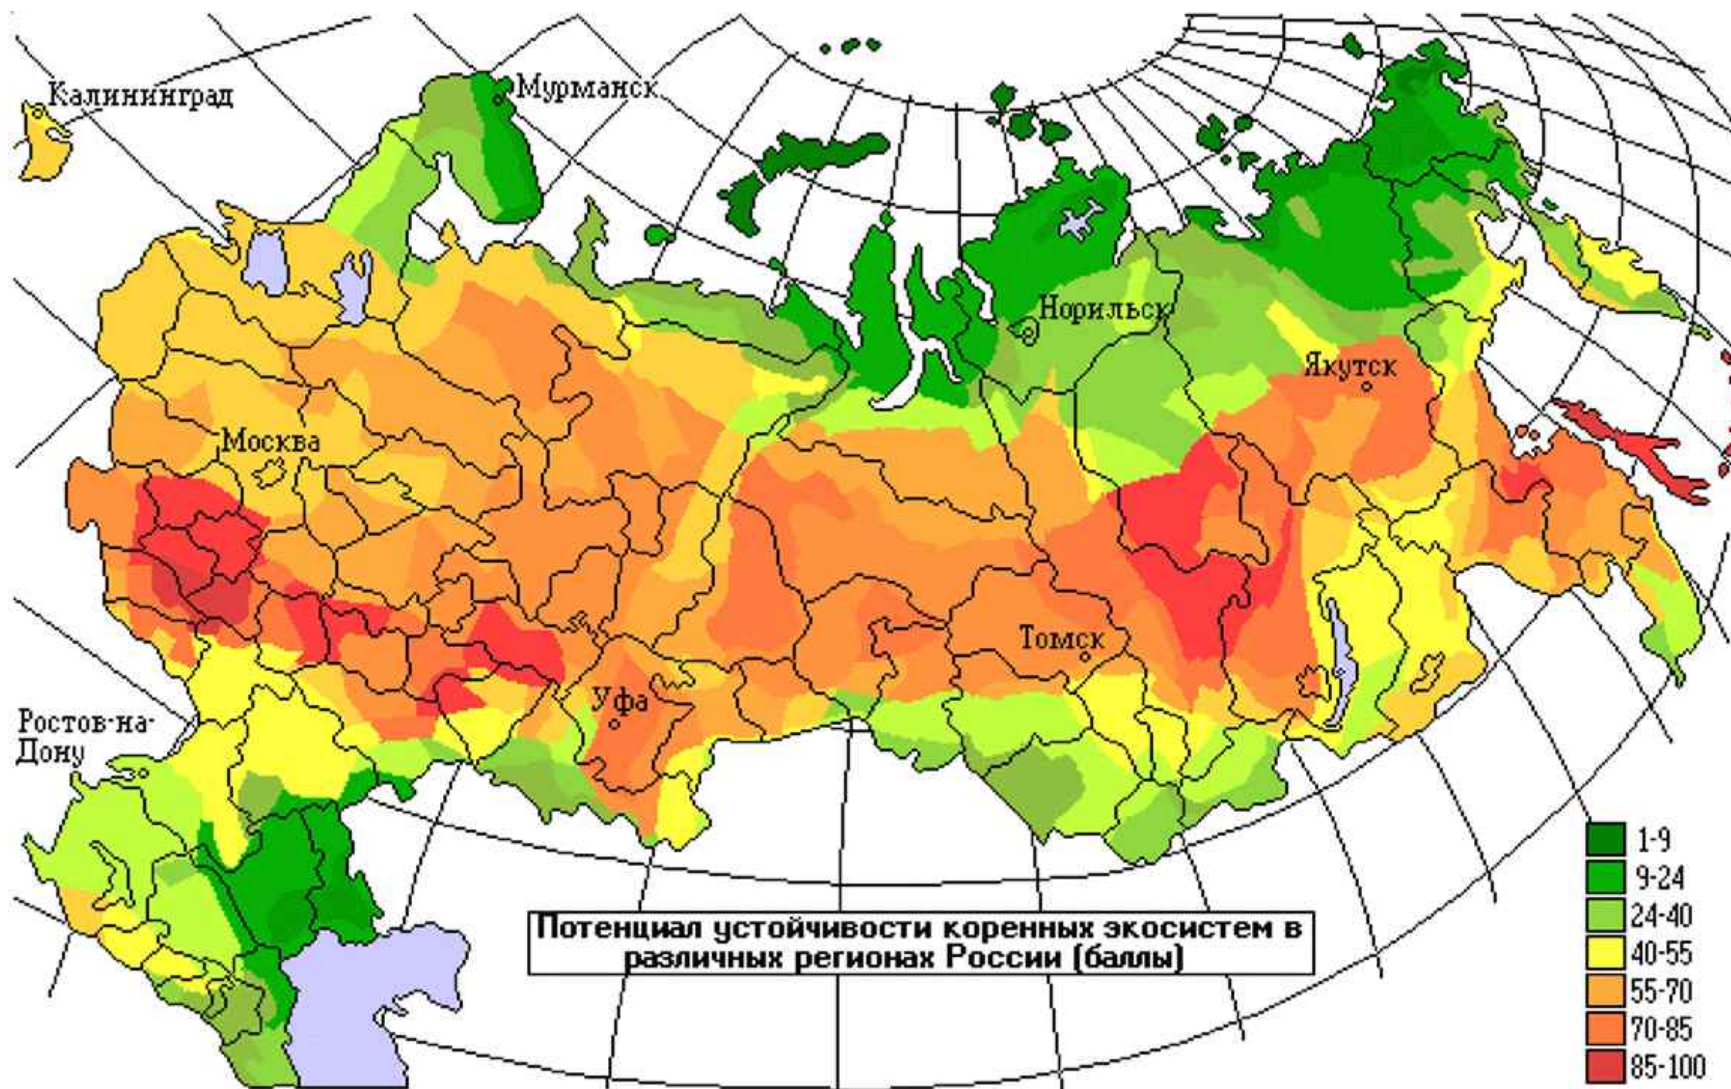 Калининград
Мурманск
Норильск
Якутск
Москва
Томск
Уфа
Ростов-на-
Дону
1-9
9-24
24-40
40-55
55-70
70-85
85-100
Потенциал устойчивости коренных экосистем в
различных регионах России (баллы)